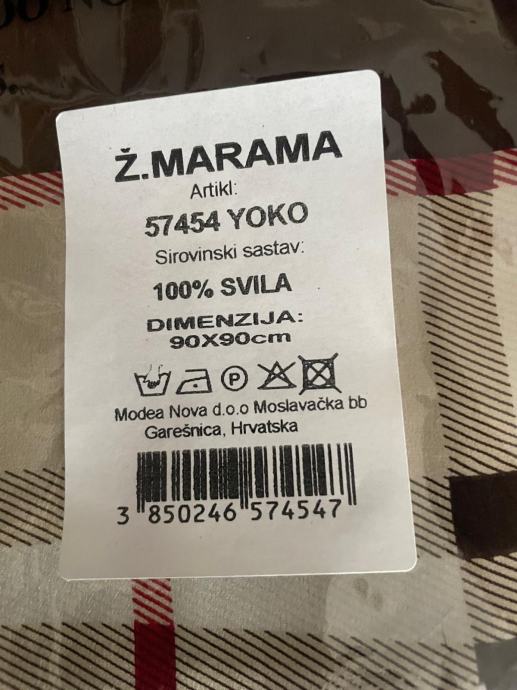 Ž.MARAMA
Artikl:
57454 YOKO
Sirovinski sastav:
100% SVILA
DIMENZIJA:
90X90cm
P
Modea Nova d.o.o Moslavačka bb
Garešnica, Hrvatska
3 850246 574547